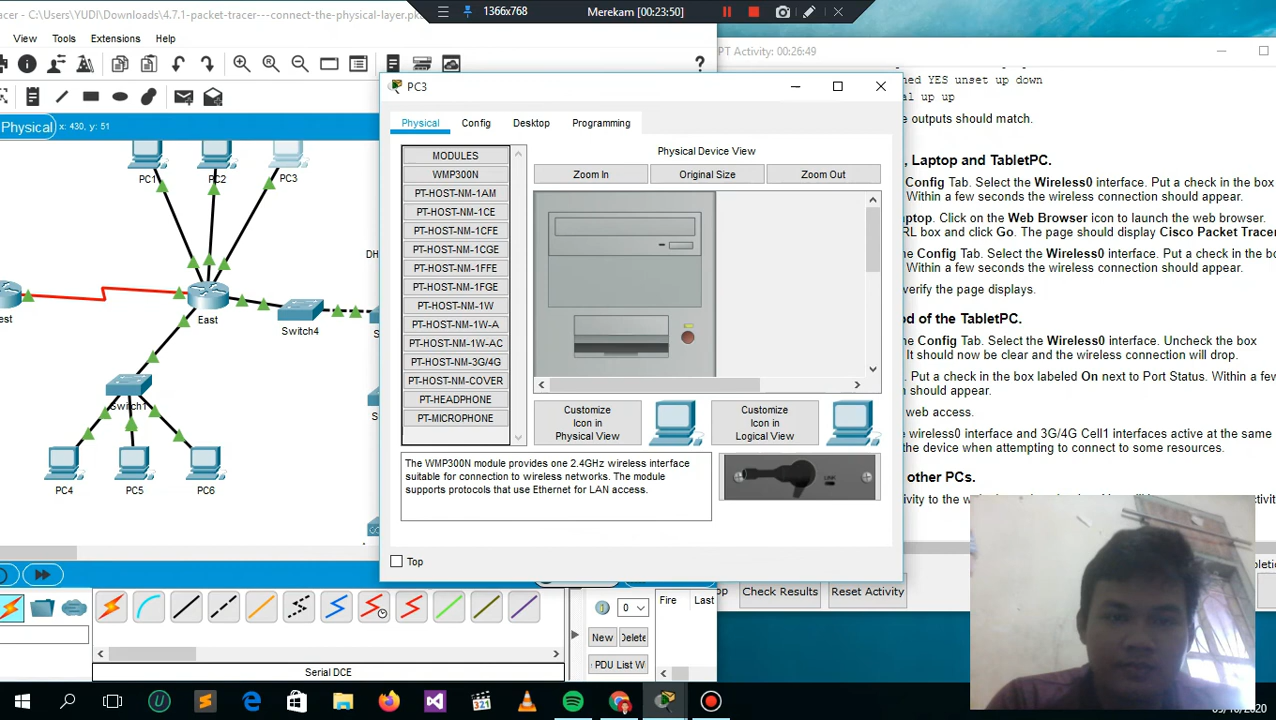 acer - C:\Users\YUDI\Downloads\4.7.1-packet-tracer---connect-the-physical-layer.pk
1366x768
Merekam (00:23:50)
View Tools Extensions Help
PT Activity: 00:26:49
Physical x: 430, y: 51
PC1
PC2
PC3
East
Switch4
DH
est
Switch1
PC4
PC5
PC6
PC3
Physical Config Desktop Programming
MODULES
WMP300N
PT-HOST-NM-1AM
PT-HOST-NM-1CE
PT-HOST-NM-1CFE
PT-HOST-NM-1CGE
PT-HOST-NM-1FFE
PT-HOST-NM-1FGE
PT-HOST-NM-1W
PT-HOST-NM-1W-A
PT-HOST-NM-1W-AC
PT-HOST-NM-3G/4G
PT-HOST-NM-COVER
PT-HEADPHONE
PT-MICROPHONE
Physical Device View
Zoom In Original Size Zoom Out
Customize
Icon in
Physical View
Customize
Icon in
Logical View
The WMP300N module provides one 2.4GHz wireless interface
suitable for connection to wireless networks. The module
supports protocols that use Ethernet for LAN access.
LINK
Top
ned YES unset up down
al up up
e outputs should match.
, Laptop and TabletPC.
Config Tab. Select the Wireless0 interface. Put a check in the box
Within a few seconds the wireless connection should appear.
aptop. Click on the Web Browser icon to launch the web browser.
RL box and click Go. The page should display Cisco Packet Tracer
e Config Tab. Select the Wireless0 interface. Put a check in the box
Within a few seconds the wireless connection should appear.
verify the page displays.
od of the TabletPC.
e Config Tab. Select the Wireless0 interface. Uncheck the box
It should now be clear and the wireless connection will drop.
. Put a check in the box labeled On next to Port Status. Within a few
n should appear.
web access.
e wireless0 interface and 3G/4G Cell1 interfaces active at the same
the device when attempting to connect to some resources.
other PCs.
Check Results Reset Activity
Serial DCE
0
New Delete
PDU List W
Fire Last
321
09/10/2020